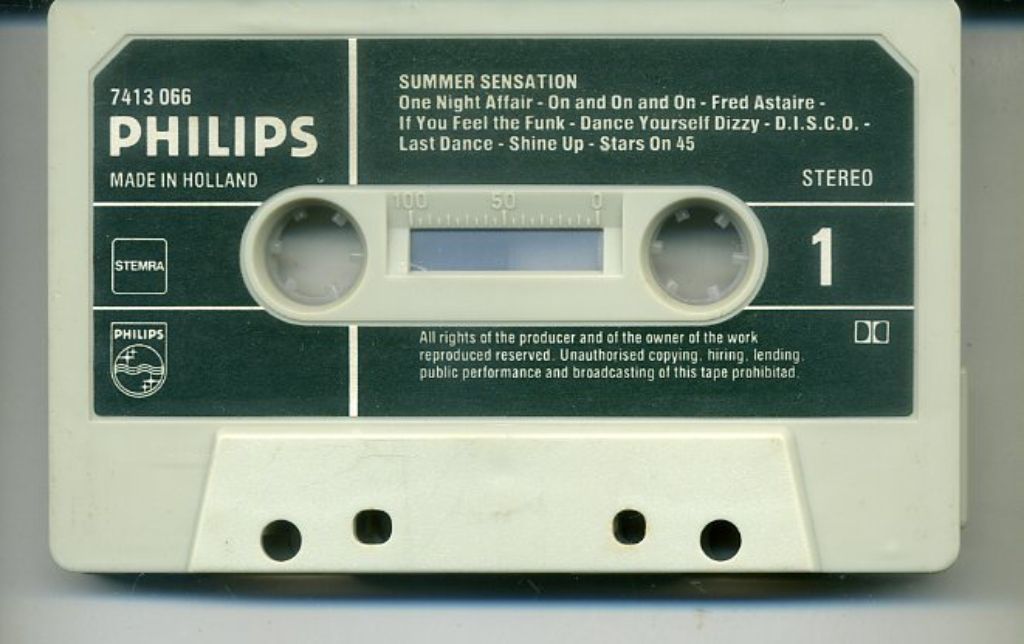 7413 066
PHILIPS
MADE IN HOLLAND
SUMMER SENSATION
One Night Affair - On and On and On - Fred Astaire -
If You Feel the Funk - Dance Yourself Dizzy - D.I.S.C.O. -
Last Dance - Shine Up - Stars On 45
STEREO
100 50 0
1
STEMRA
PHILIPS
All rights of the producer and of the owner of the work
reproduced reserved. Unauthorised copying, hiring, lending,
public performance and broadcasting of this tape prohibitad.